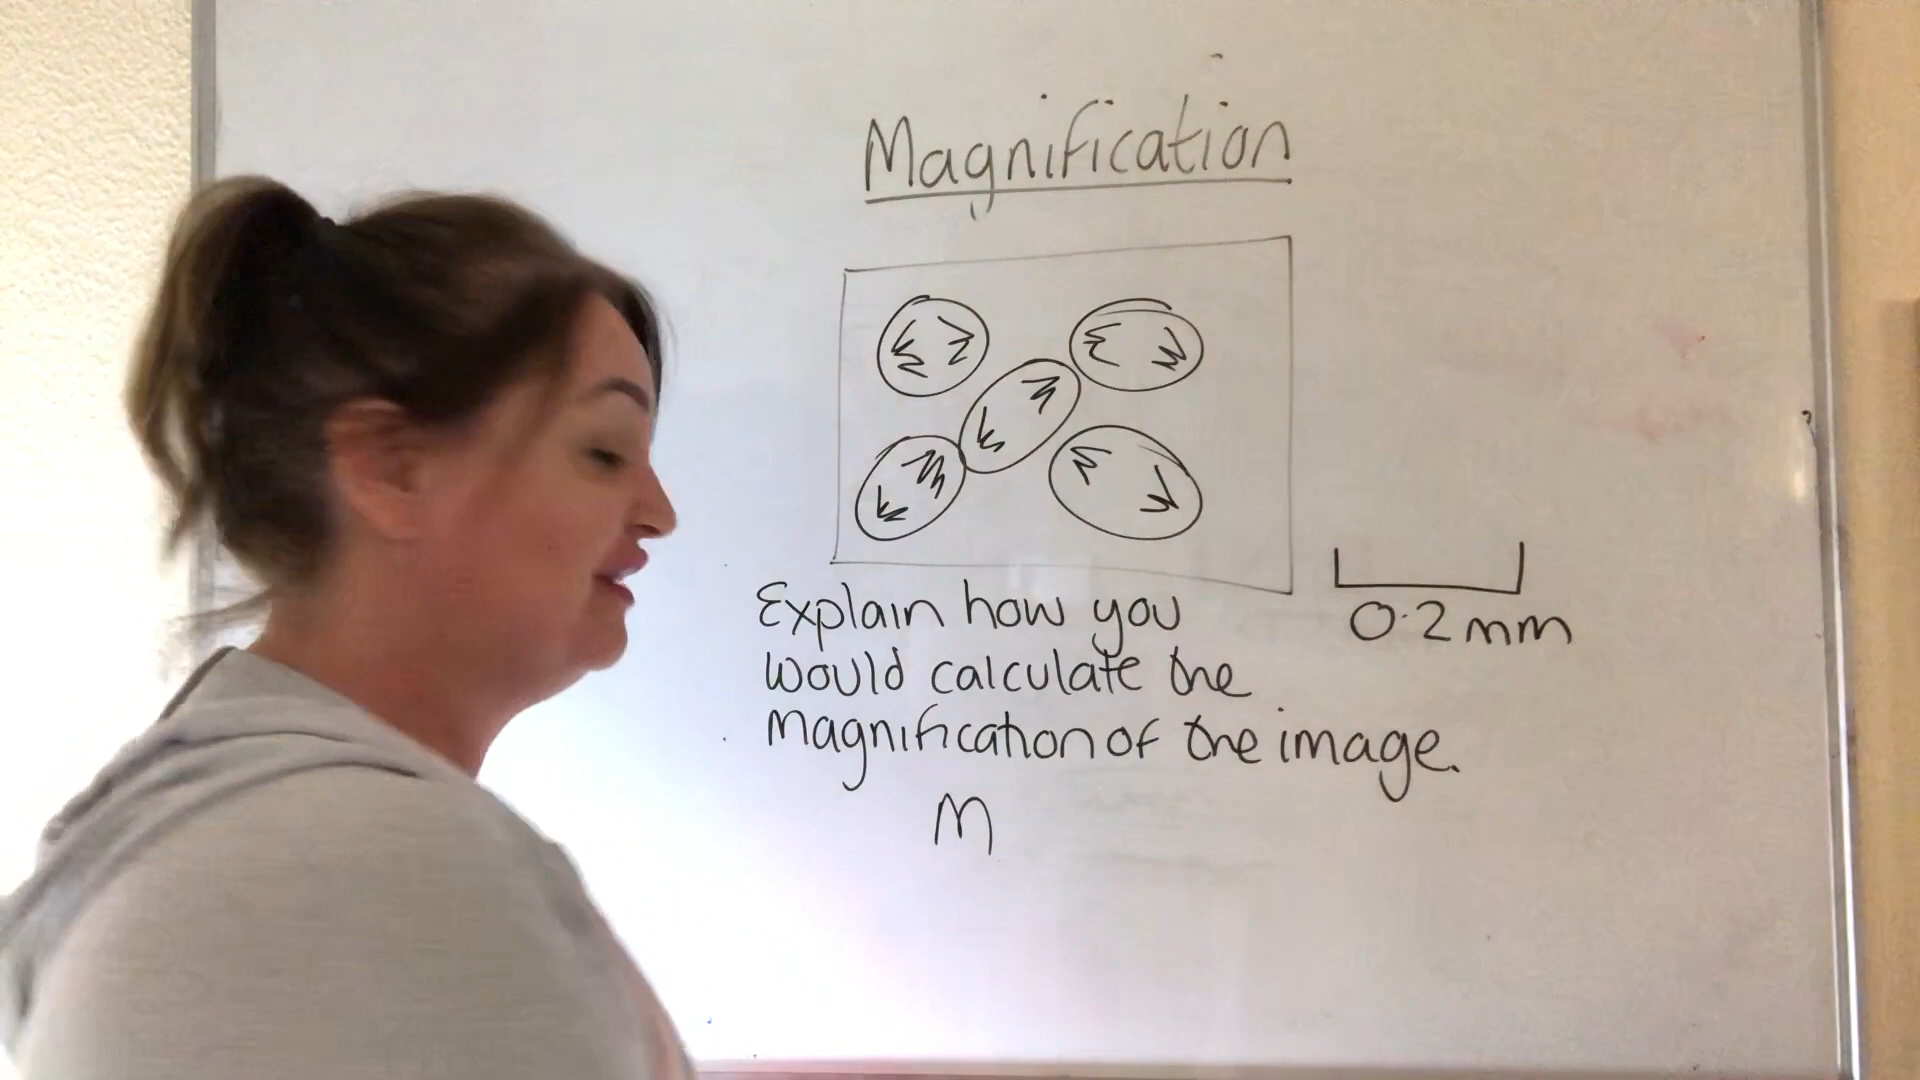 Magnification
0.2mm
Explain how you
would calculate the
magnification of the image.
M